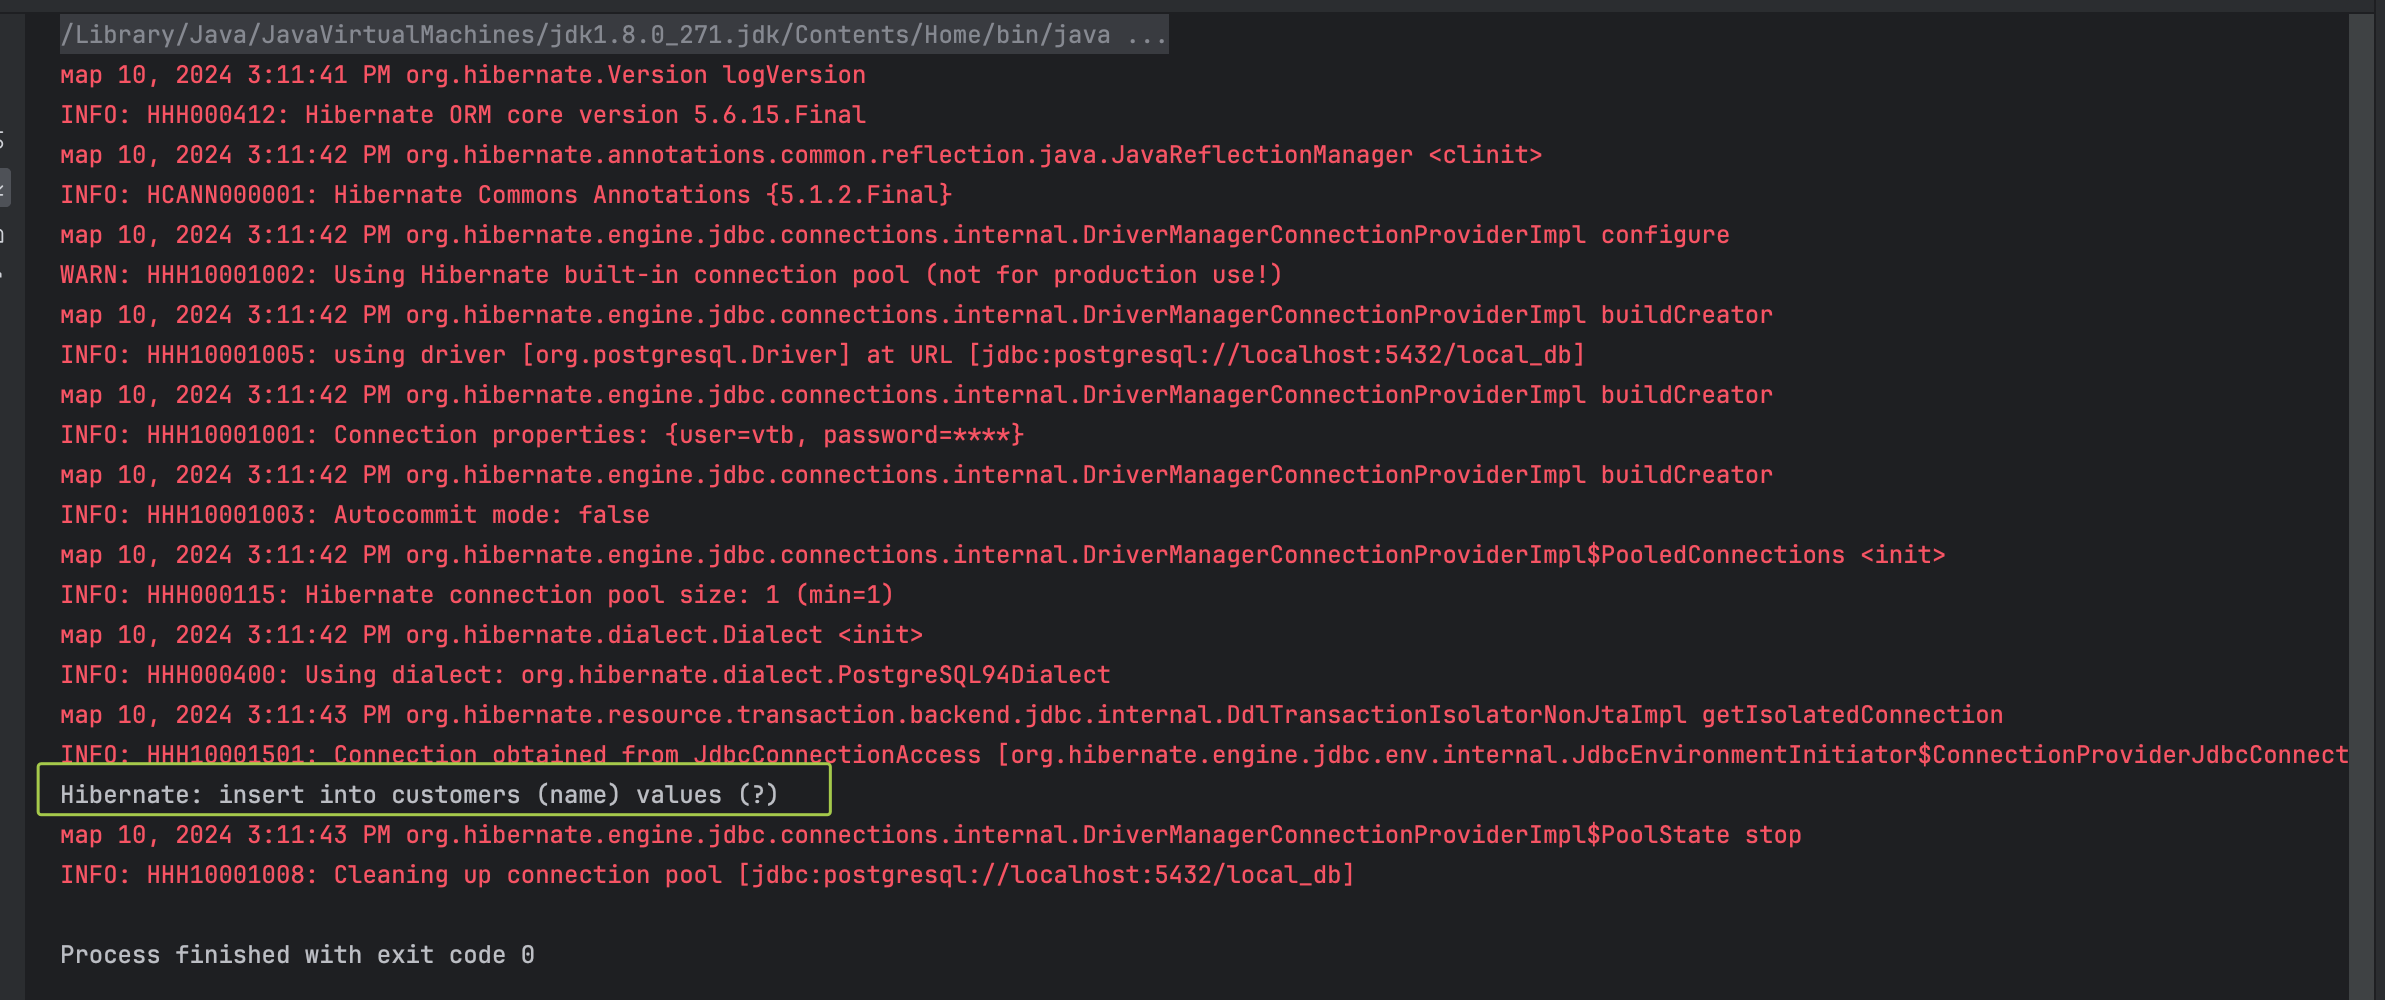 /Library/Java/JavaVirtualMachines/jdk1.8.0_271.jdk/Contents/Home/bin/java ...
мар 10, 2024 3:11:41 PM org.hibernate.Version logVersion
INFO: HHH000412: Hibernate ORM core version 5.6.15.Final
мар 10, 2024 3:11:42 PM org.hibernate.annotations.common.reflection.java.JavaReflectionManager <clinit>
INFO: HCANN000001: Hibernate Commons Annotations {5.1.2.Final}
мар 10, 2024 3:11:42 PM org.hibernate.engine.jdbc.connections.internal.DriverManagerConnectionProviderImpl configure
WARN: HHH10001002: Using Hibernate built-in connection pool (not for production use!)
мар 10, 2024 3:11:42 PM org.hibernate.engine.jdbc.connections.internal.DriverManagerConnectionProviderImpl buildCreator
INFO: HHH10001005: using driver [org.postgresql.Driver] at URL [jdbc:postgresql://localhost:5432/local_db]
мар 10, 2024 3:11:42 PM org.hibernate.engine.jdbc.connections.internal.DriverManagerConnectionProviderImpl buildCreator
INFO: HHH10001001: Connection properties: {user=vtb, password=****}
мар 10, 2024 3:11:42 PM org.hibernate.engine.jdbc.connections.internal.DriverManagerConnectionProviderImpl buildCreator
INFO: HHH10001003: Autocommit mode: false
мар 10, 2024 3:11:42 PM org.hibernate.engine.jdbc.connections.internal.DriverManagerConnectionProviderImpl$PooledConnections <init>
INFO: HHH000115: Hibernate connection pool size: 1 (min=1)
мар 10, 2024 3:11:42 PM org.hibernate.dialect.Dialect <init>
INFO: HHH000400: Using dialect: org.hibernate.dialect.PostgreSQL94Dialect
мар 10, 2024 3:11:43 PM org.hibernate.resource.transaction.backend.jdbc.internal.DdlTransactionIsolatorNonJtaImpl getIsolatedConnection
INFO: HHH10001501: Connection obtained from JdbcConnectionAccess [org.hibernate.engine.jdbc.env.internal.JdbcEnvironmentInitiator$ConnectionProviderJdbcConnect
Hibernate: insert into customers (name) values (?)
мар 10, 2024 3:11:43 PM org.hibernate.engine.jdbc.connections.internal.DriverManagerConnectionProviderImpl$PoolState stop
INFO: HHH10001008: Cleaning up connection pool [jdbc:postgresql://localhost:5432/local_db]
Process finished with exit code 0